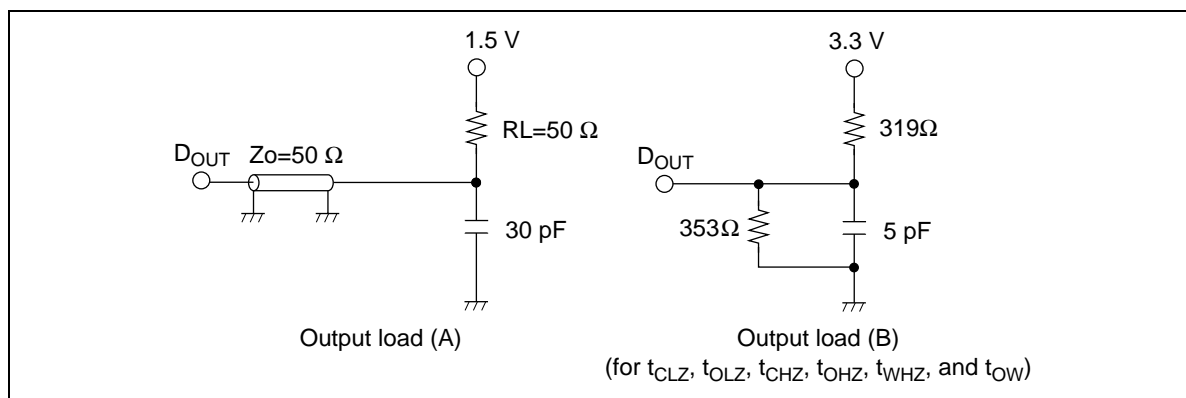 1.5 V
RL=50 Ω
DOUT
Zo=50 Ω
30 pF
Output load (A)
3.3 V
319Ω
DOUT
353Ω
5 pF
Output load (B)
(for tCLZ, tOLZ, tCHZ, tOHZ, tWHZ, and tOW)